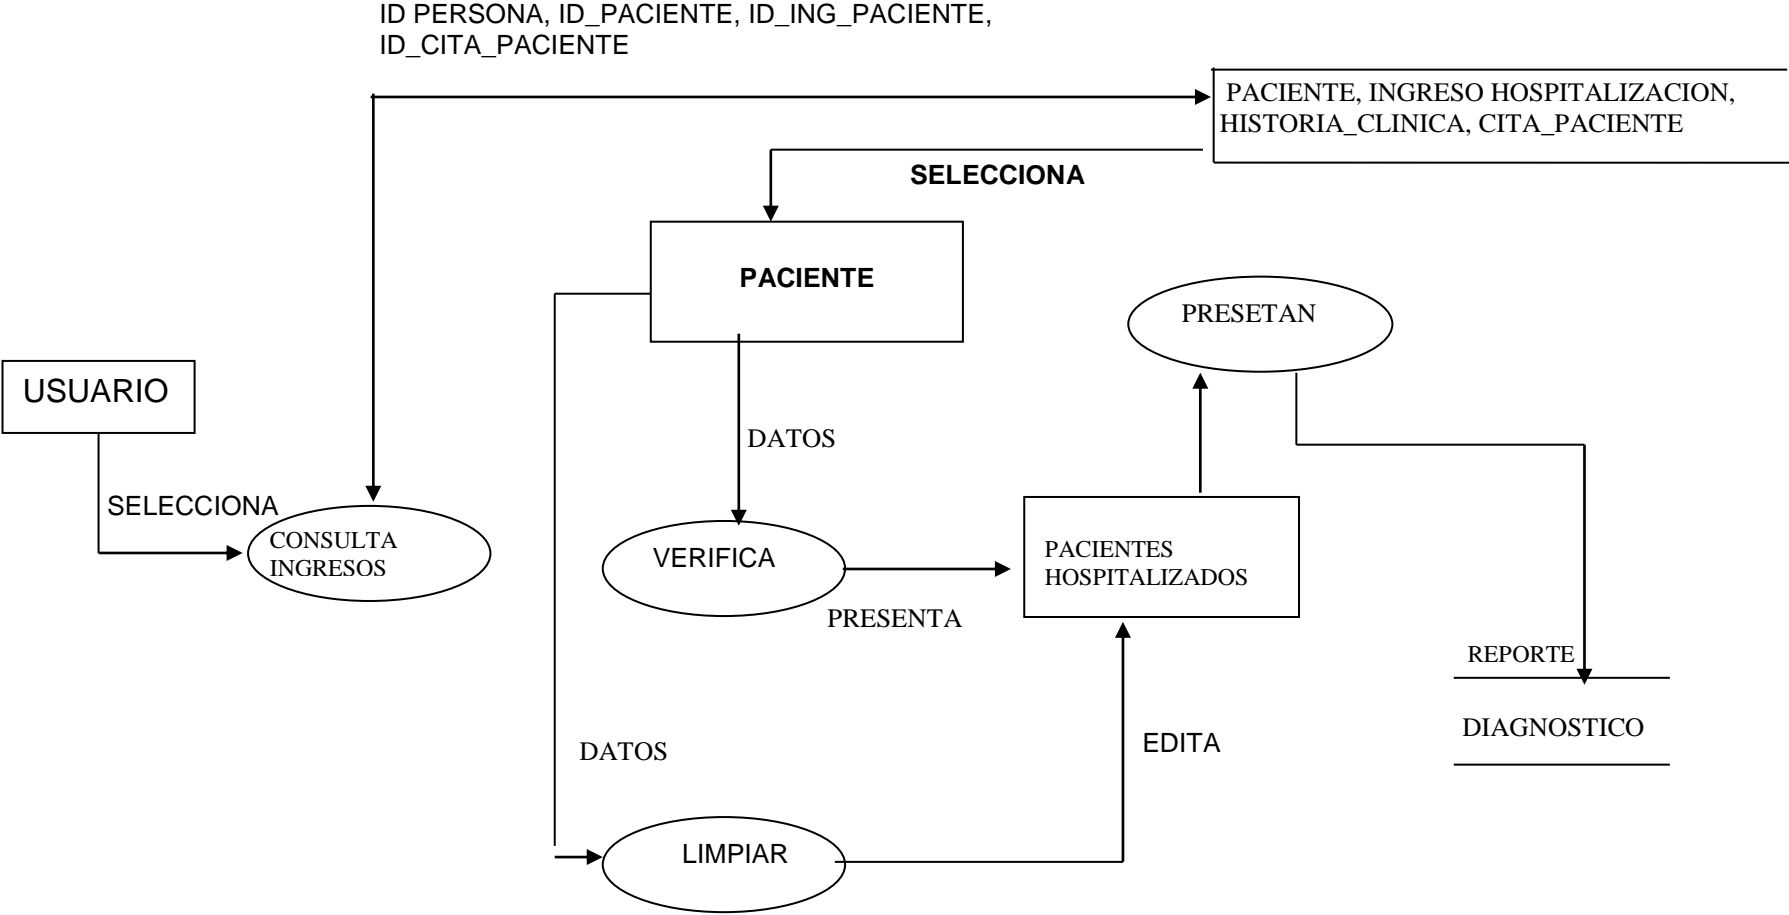 ID PERSONA, ID_PACIENTE, ID_ING_PACIENTE,
ID_CITA_PACIENTE
PACIENTE, INGRESO HOSPITALIZACION,
HISTORIA_CLINICA, CITA_PACIENTE
SELECCIONA
PACIENTE
PRESETAN
USUARIO
DATOS
SELECCIONA
CONSULTA
INGRESOS
VERIFICA
PACIENTES
HOSPITALIZADOS
PRESENTA
REPORTE
DIAGNOSTICO
DATOS
EDITA
LIMPIAR